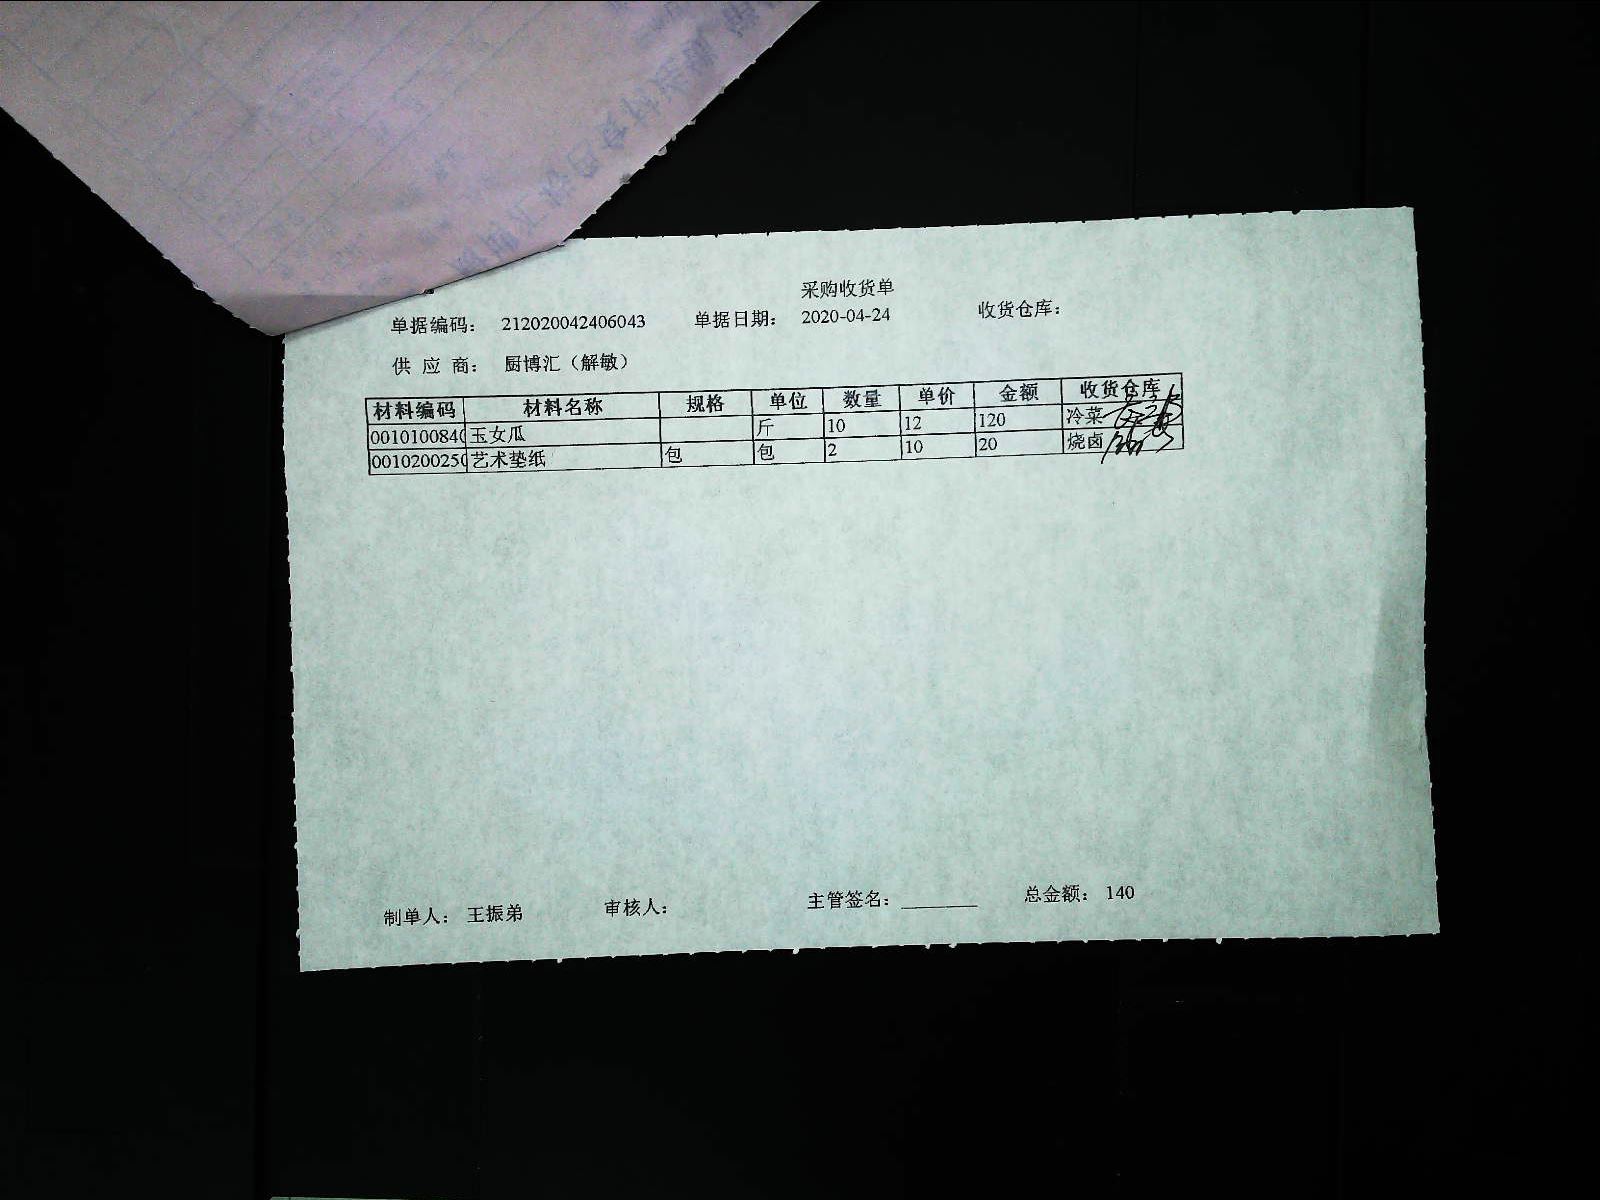 采购收货单
单据编码： 212020042406043 单据日期： 2020-04-24 收货仓库：
供 应 商： 厨博汇（解敏）
材料编码 材料名称 规格 单位 数量 单价 金额 收货仓库
0010100840 玉女瓜 斤 10 12 120 冷菜
0010200250 艺术垫纸 包 包 2 10 20 烧卤
制单人： 王振弟 审核人： 主管签名：________ 总金额： 140